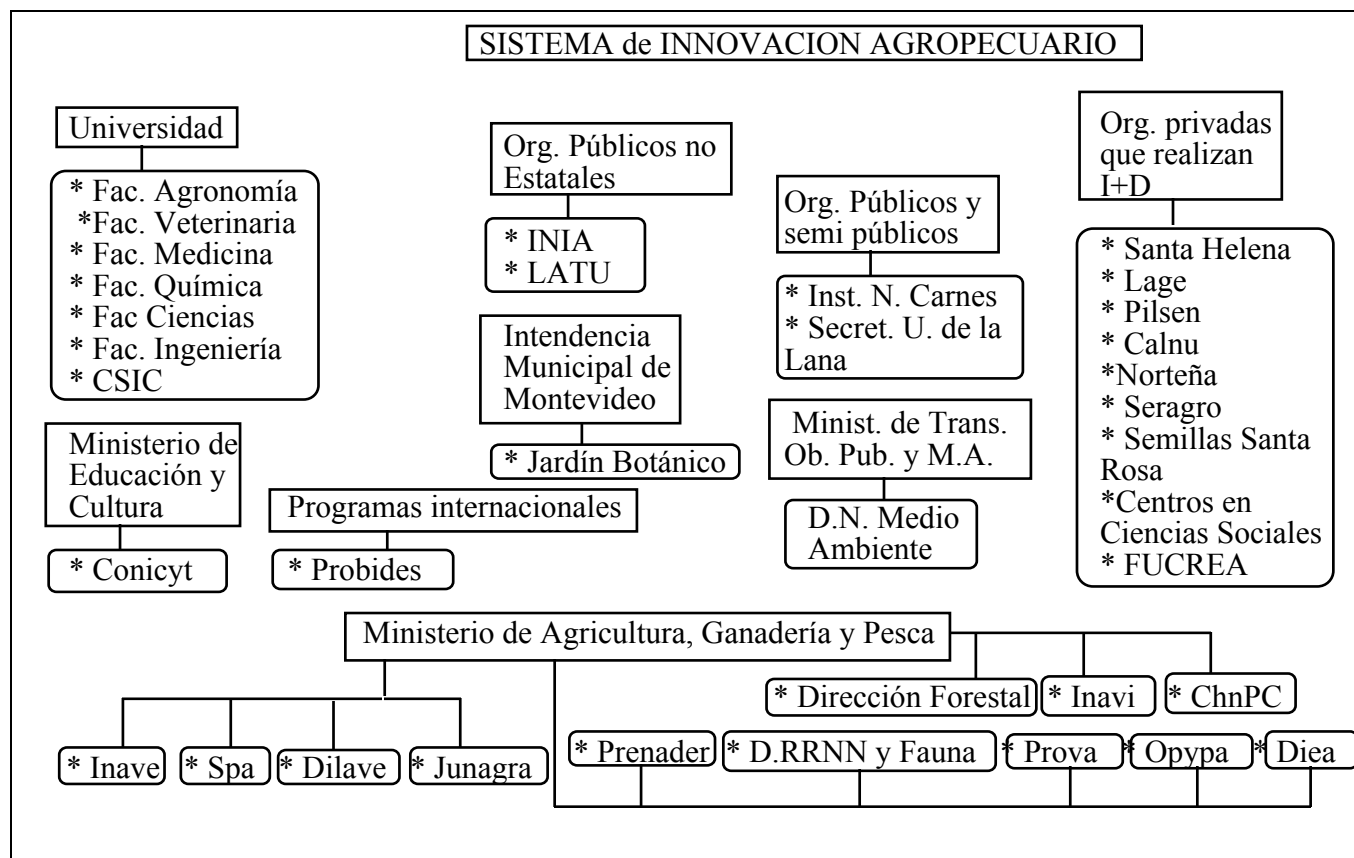 SISTEMA de INNOVACION AGROPECUARIO
Universidad
* Fac. Agronomía
*Fac. Veterinaria
* Fac. Medicina
* Fac. Química
* Fac Ciencias
* Fac. Ingeniería
* CSIC
Org. Públicos no
Estatales
* INIA
* LATU
Org. Públicos y
semi públicos
* Inst. N. Carnes
* Secret. U. de la
Lana
Org. privadas
que realizan
I+D
* Santa Helena
* Lage
* Pilsen
* Calnu
*Norteña
* Seragro
* Semillas Santa
Rosa
*Centros en
Ciencias Sociales
* FUCREA
Intendencia
Municipal de
Montevideo
* Jardín Botánico
Minist. de Trans.
Ob. Pub. y M.A.
D.N. Medio
Ambiente
Ministerio de
Educación y
Cultura
* Conicyt
Programas internacionales
* Probides
Ministerio de Agricultura, Ganadería y Pesca
* Dirección Forestal
* Inavi
* ChnPC
* Inave
* Spa
* Dilave
* Junagra
* Prenader
* D.RRNN y Fauna
* Prova
* Opypa
* Diea